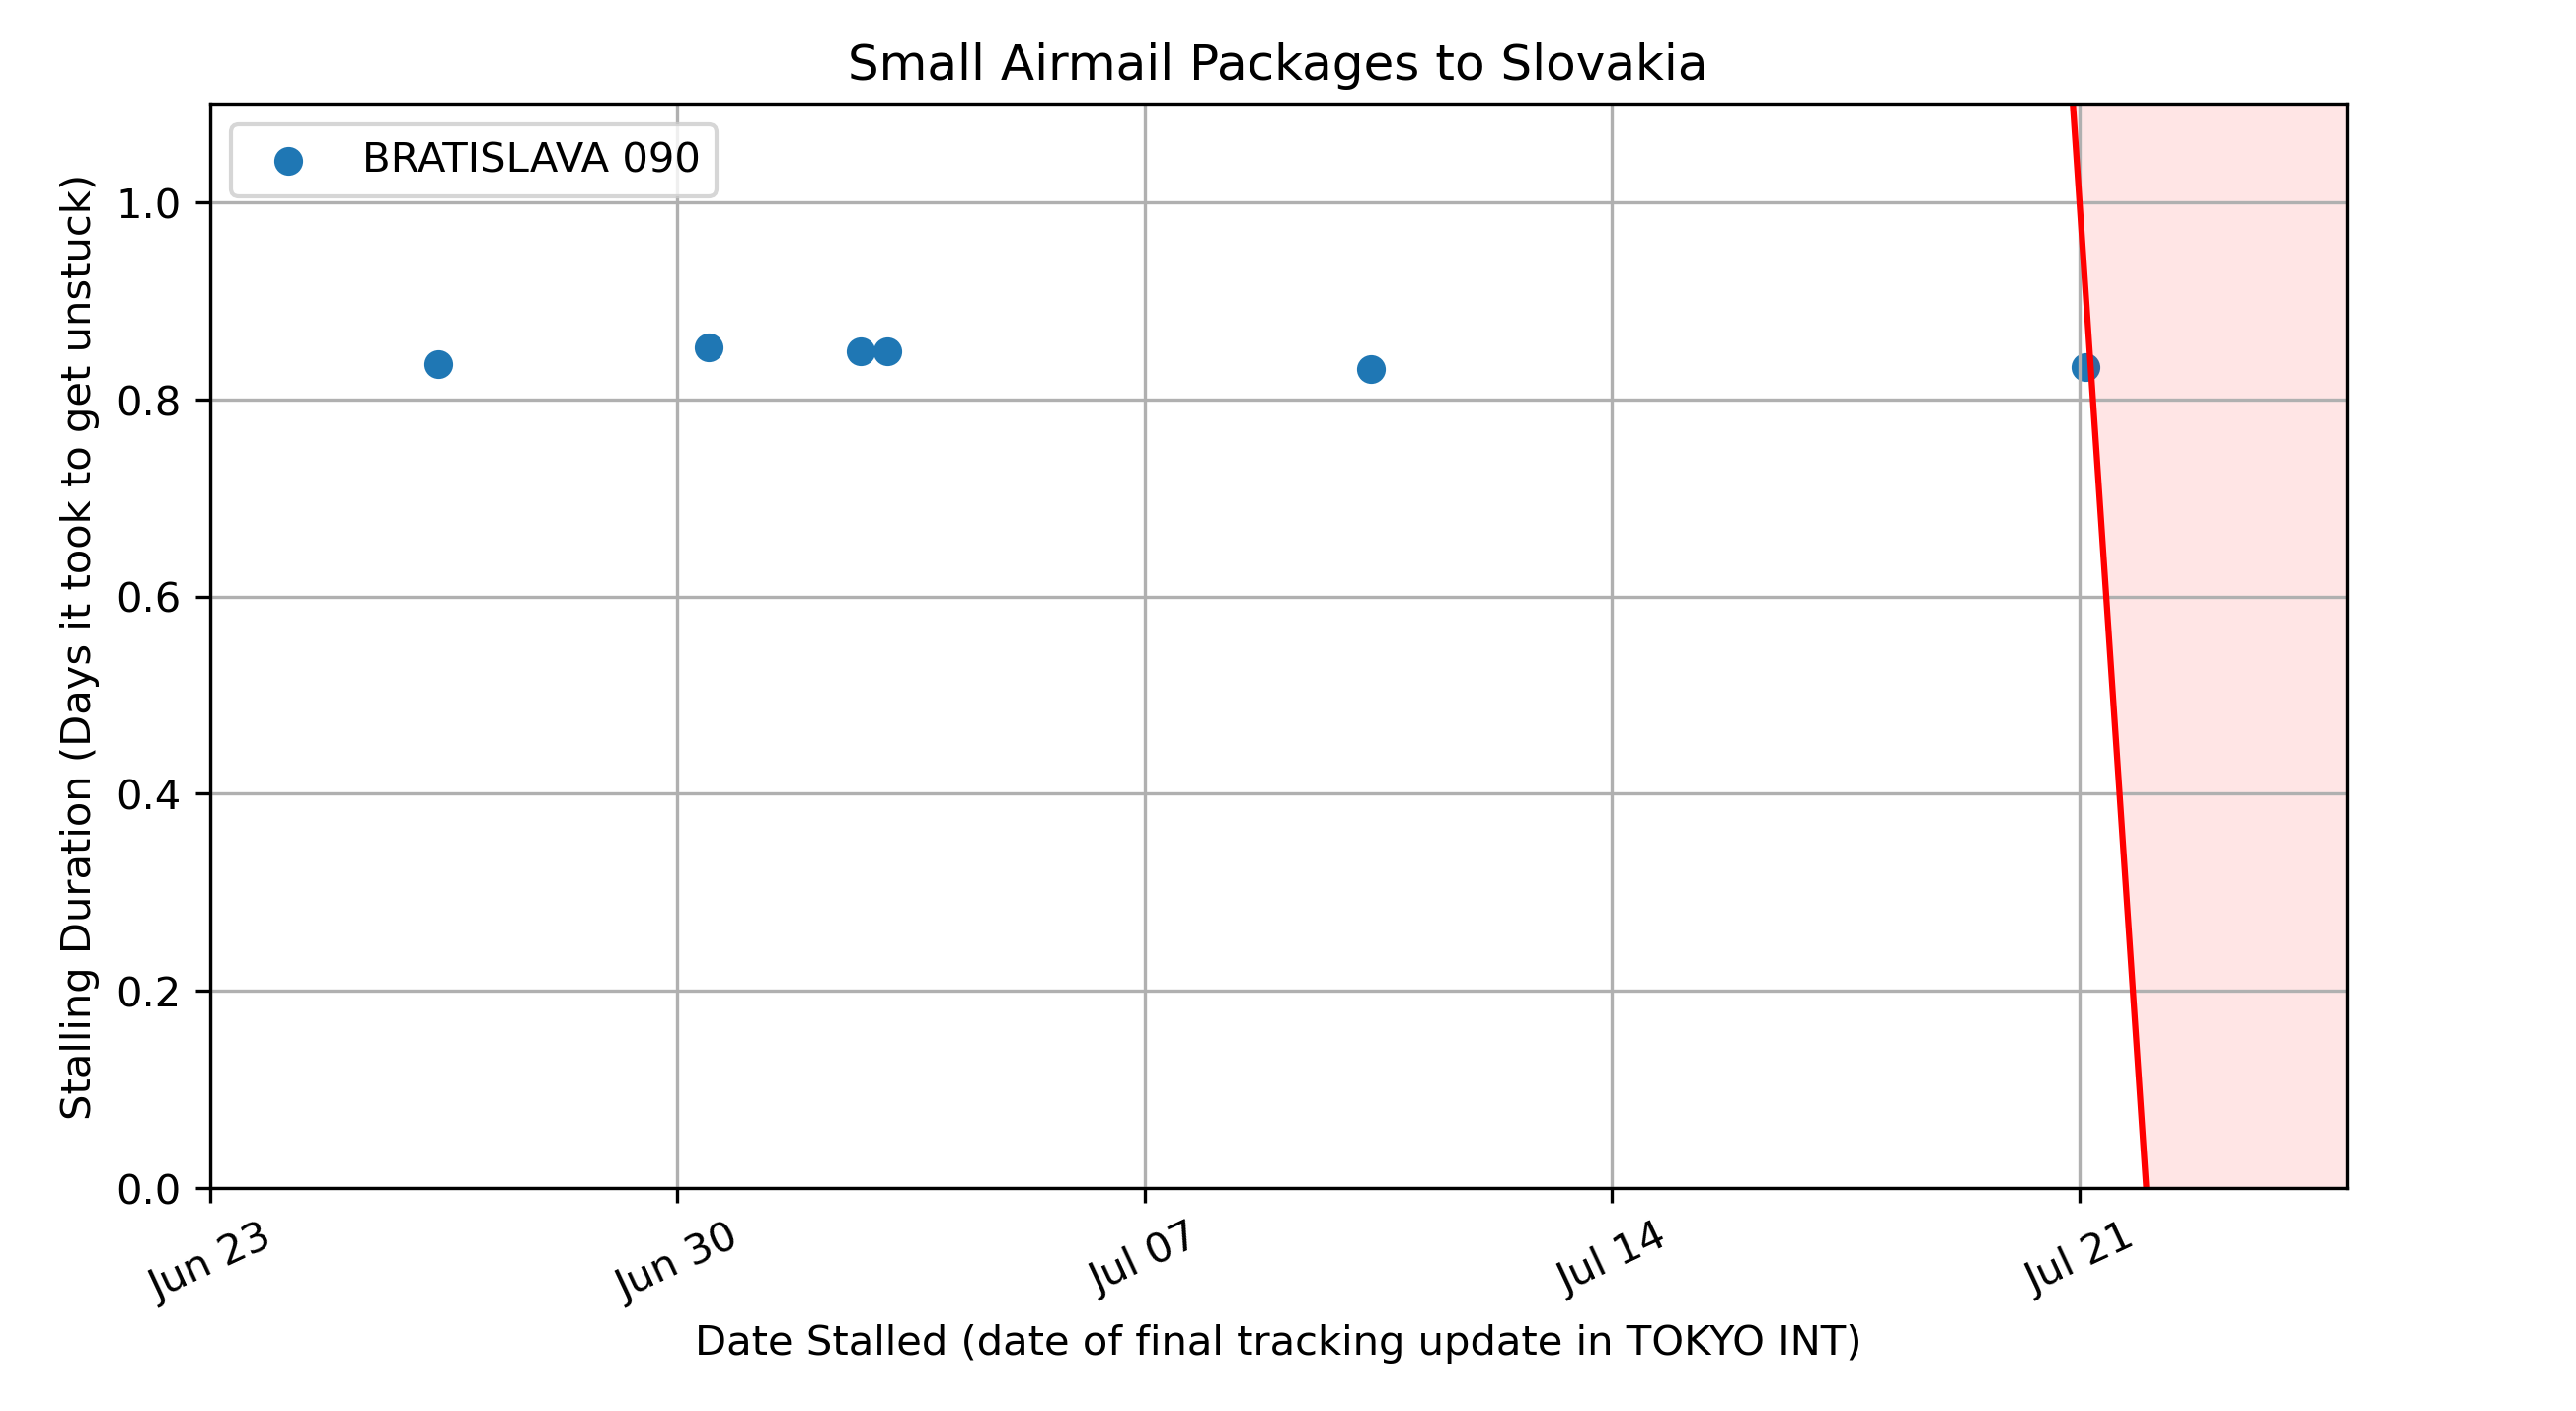 Small Airmail Packages to Slovakia
BRATISLAVA 090
Stalling Duration (Days it took to get unstuck)
1.0
0.8
0.6
0.4
0.2
0.0
Jun 23
Jun 30
Jul 07
Jul 14
Jul 21
Date Stalled (date of final tracking update in TOKYO INT)